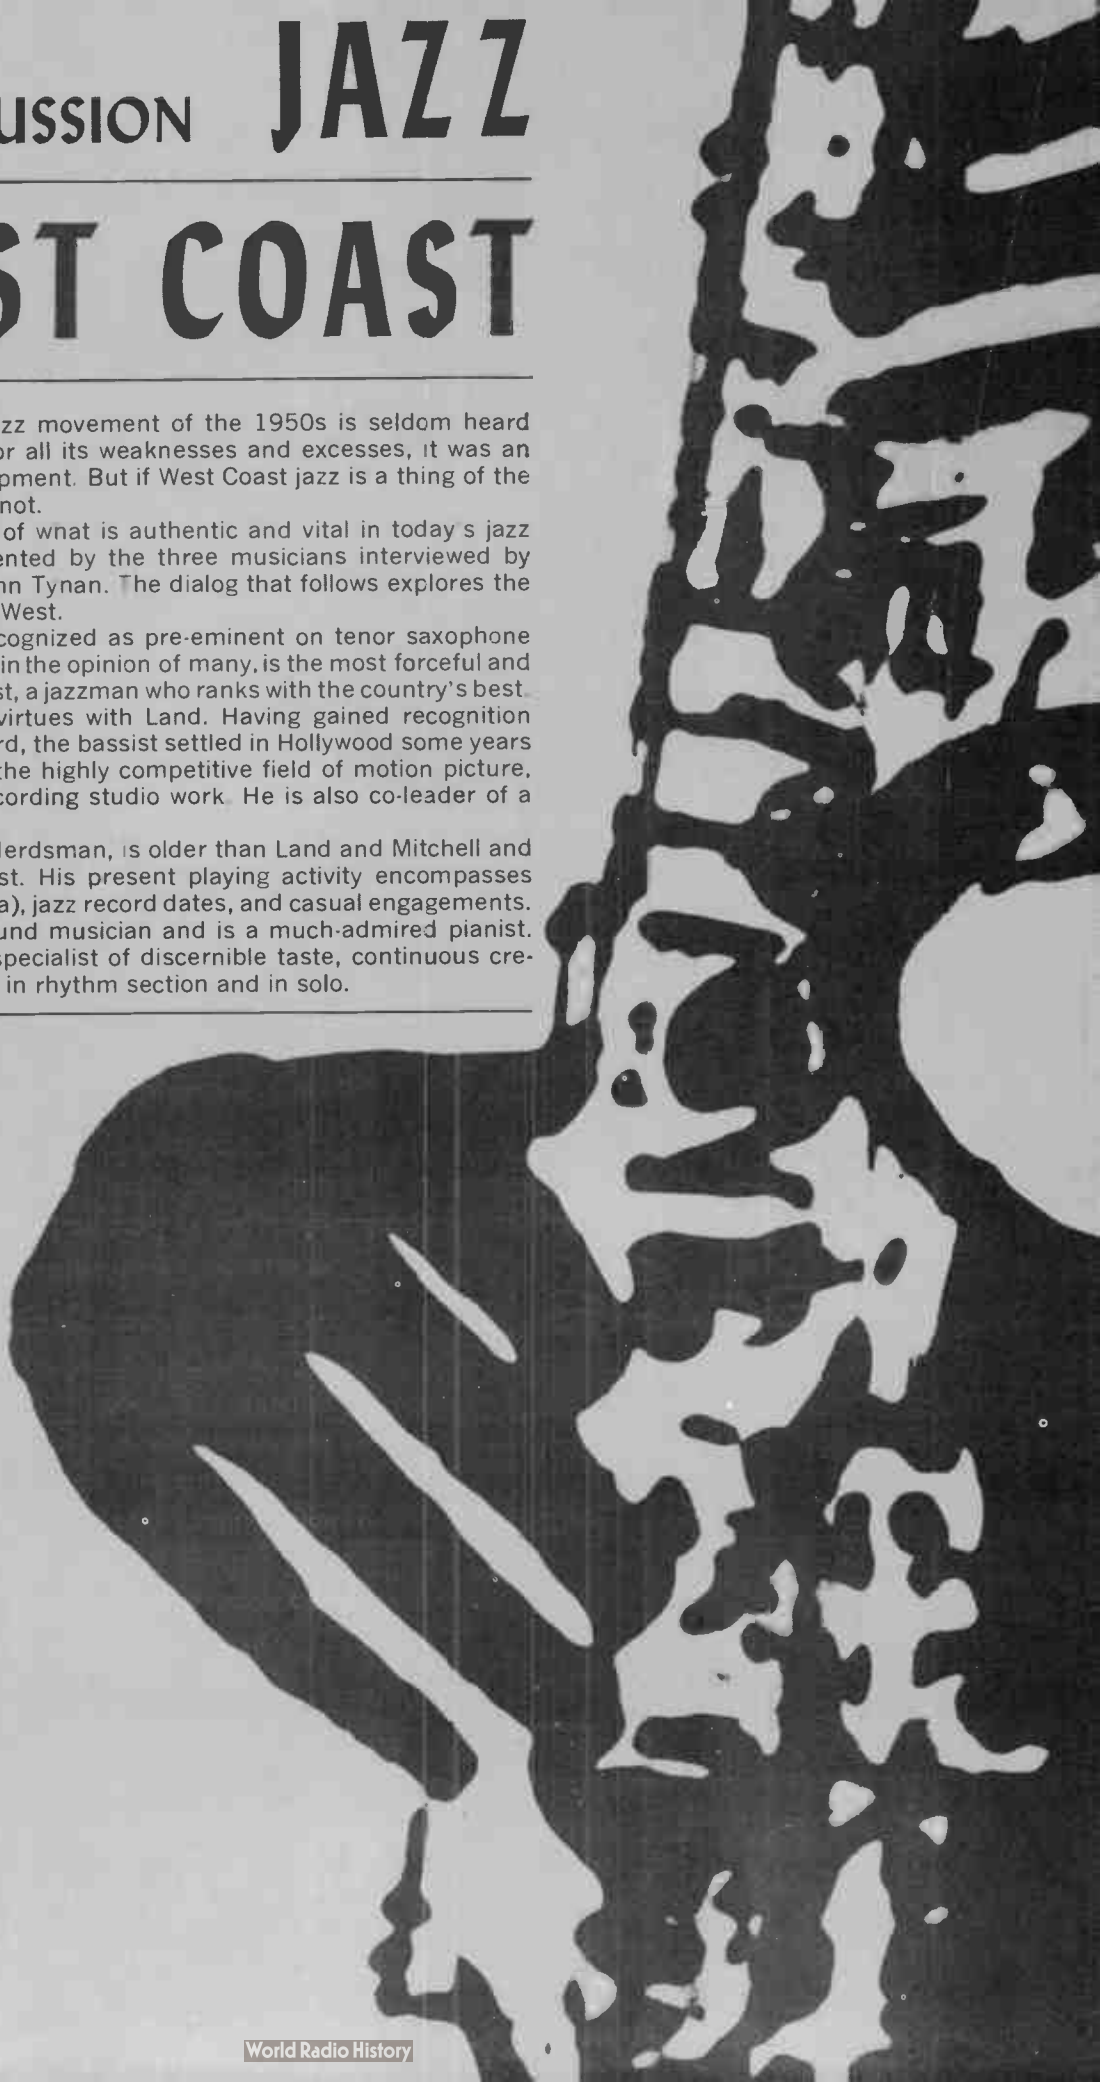 USSION JAZZ
ST COAST
zz movement of the 1950s is seldom heard
or all its weaknesses and excesses, it was an
pment. But if West Coast jazz is a thing of the
not.
of what is authentic and vital in today s jazz
ented by the three musicians interviewed by
hn Tynan. The dialog that follows explores the
West.
cognized as pre-eminent on tenor saxophone
in the opinion of many, is the most forceful and
st, a jazzman who ranks with the country's best.
virtues with Land. Having gained recognition
rd, the bassist settled in Hollywood some years
the highly competitive field of motion picture,
cording studio work. He is also co-leader of a
Herdsman, is older than Land and Mitchell and
st. His present playing activity encompasses
a), jazz record dates, and casual engagements.
und musician and is a much-admired pianist.
specialist of discernible taste, continuous cre-
in rhythm section and in solo.
World Radio History